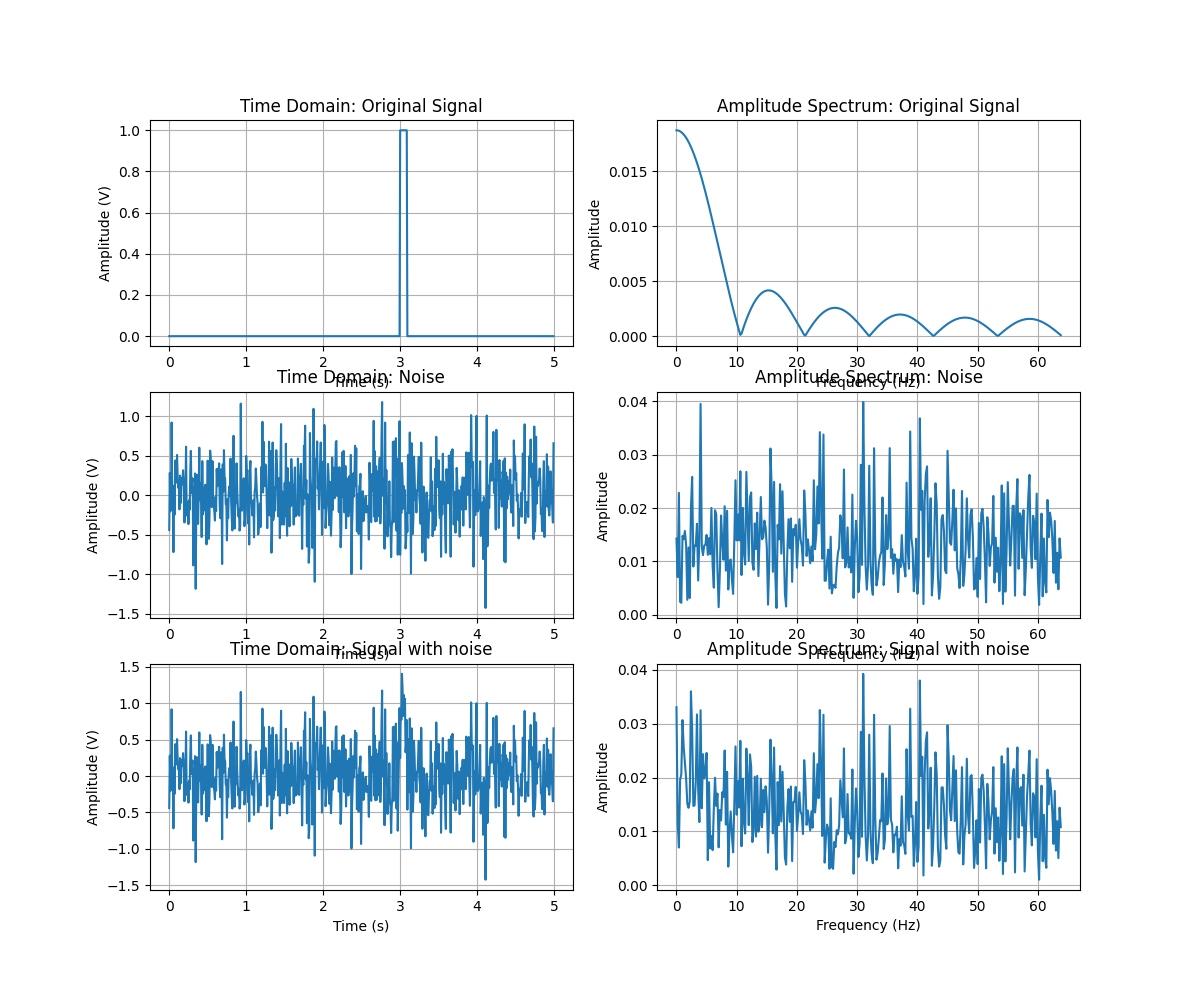 Time Domain: Original Signal
Amplitude (V)
1.0
0.8
0.6
0.4
0.2
0.0
0 1 2 3 4 5
Time (s)
Amplitude Spectrum: Original Signal
Amplitude
0.015
0.010
0.005
0.000
0 10 20 30 40 50 60
Frequency (Hz)
Time Domain: Noise
Amplitude (V)
1.0
0.5
0.0
−0.5
−1.0
−1.5
0 1 2 3 4 5
Time (s)
Amplitude Spectrum: Noise
Amplitude
0.04
0.03
0.02
0.01
0.00
0 10 20 30 40 50 60
Frequency (Hz)
Time Domain: Signal with noise
Amplitude (V)
1.5
1.0
0.5
0.0
−0.5
−1.0
−1.5
0 1 2 3 4 5
Time (s)
Amplitude Spectrum: Signal with noise
Amplitude
0.04
0.03
0.02
0.01
0.00
0 10 20 30 40 50 60
Frequency (Hz)